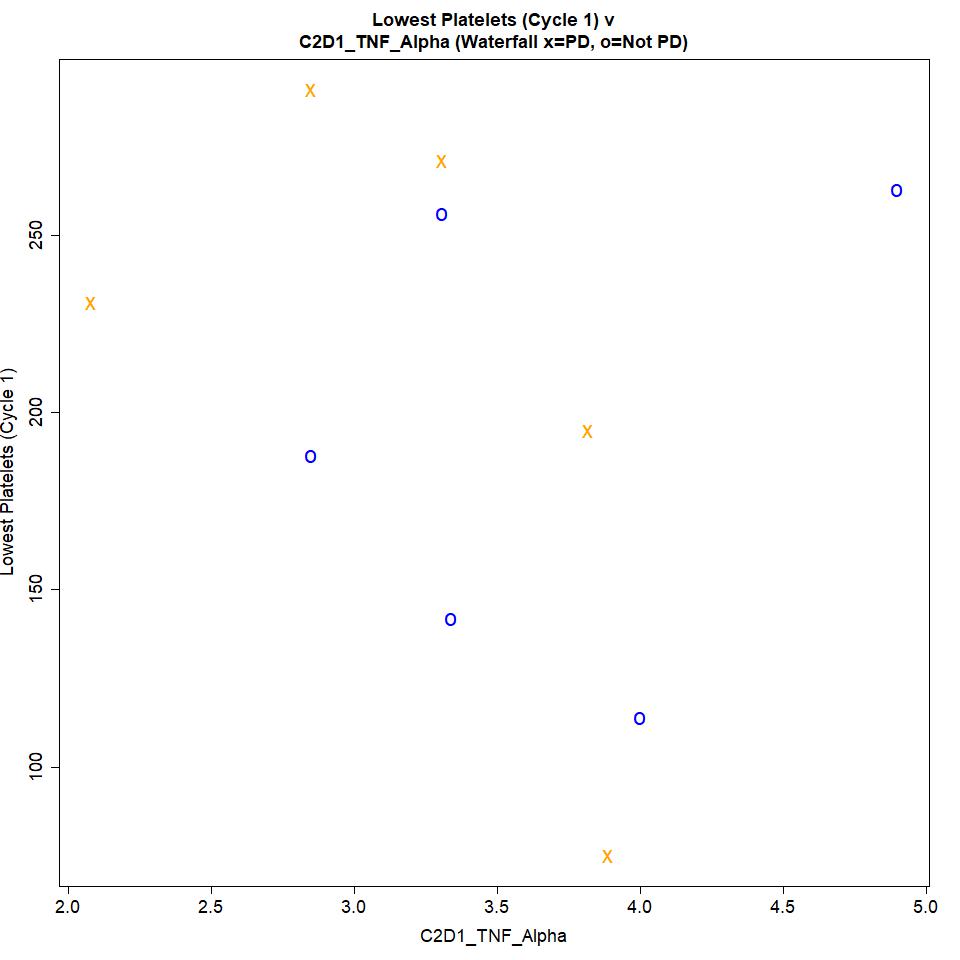 Lowest Platelets (Cycle 1) v
C2D1_TNF_Alpha (Waterfall x=PD, o=Not PD)
Lowest Platelets (Cycle 1)
250
200
150
100
X
X
O
O
X
X
O
O
O
X
2.0 2.5 3.0 3.5 4.0 4.5 5.0
C2D1_TNF_Alpha